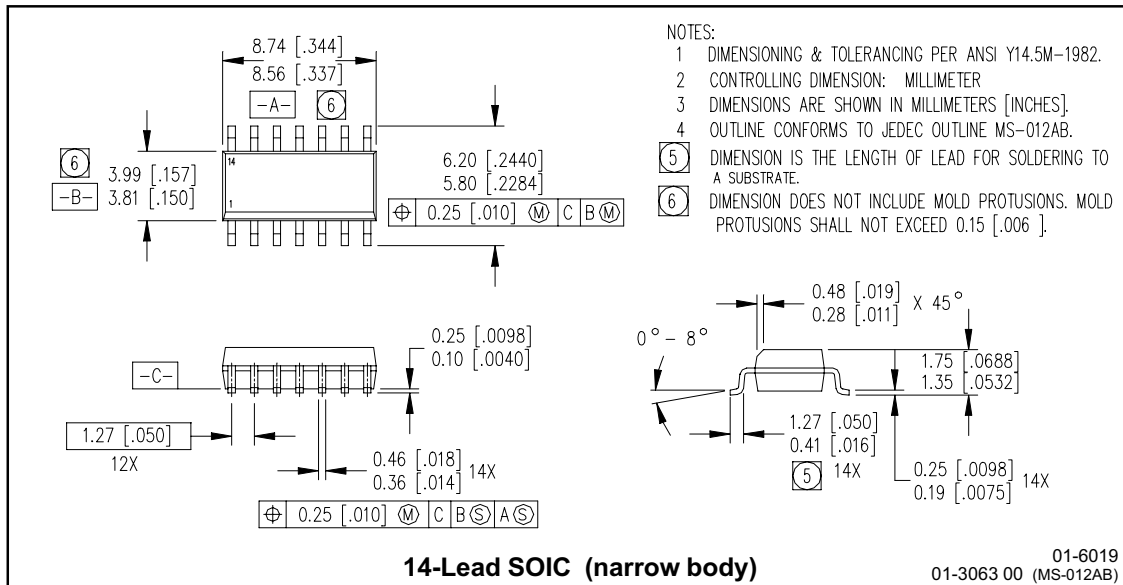 8.74 [.344]
8.56 [.337]
-A- 6
14
1
6
3.99 [.157]
3.81 [.150]
-B-
6.20 [.2440]
5.80 [.2284]
⌖ 0.25 [.010] Ⓜ C B Ⓜ
NOTES:
1 DIMENSIONING & TOLERANCING PER ANSI Y14.5M-1982.
2 CONTROLLING DIMENSION: MILLIMETER
3 DIMENSIONS ARE SHOWN IN MILLIMETERS [INCHES].
4 OUTLINE CONFORMS TO JEDEC OUTLINE MS-012AB.
5 DIMENSION IS THE LENGTH OF LEAD FOR SOLDERING TO
A SUBSTRATE.
6 DIMENSION DOES NOT INCLUDE MOLD PROTUSIONS. MOLD
PROTUSIONS SHALL NOT EXCEED 0.15 [.006 ].
-C-
0.25 [.0098]
0.10 [.0040]
1.27 [.050]
12X
0.46 [.018]
0.36 [.014] 14X
⌖ 0.25 [.010] Ⓜ C B Ⓢ A Ⓢ
0.48 [.019]
0.28 [.011] X 45°
0° - 8°
1.75 [.0688]
1.35 [.0532]
1.27 [.050]
0.41 [.016]
5 14X
0.25 [.0098]
0.19 [.0075] 14X
14-Lead SOIC (narrow body)
01-6019
01-3063 00 (MS-012AB)